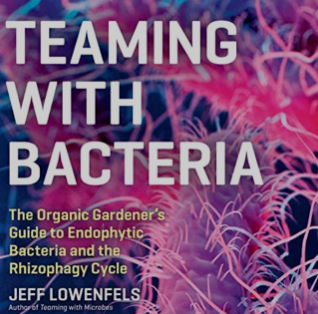 TEAMING
WITH
BACTERIA
The Organic Gardener's
Guide to Endophytic
Bacteria and the
Rhizophagy Cycle
JEFF LOWENFELS
Author of Teaming with Microbes